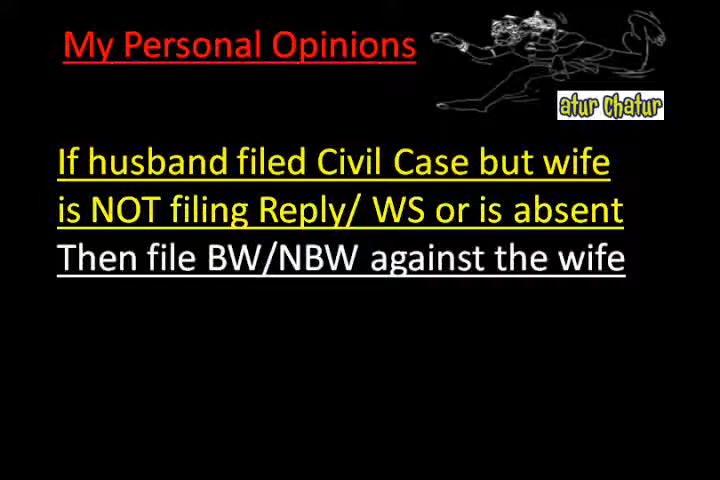 My Personal Opinions
atur chatur
If husband filed Civil Case but wife
is NOT filing Reply/ WS or is absent
Then file BW/NBW against the wife